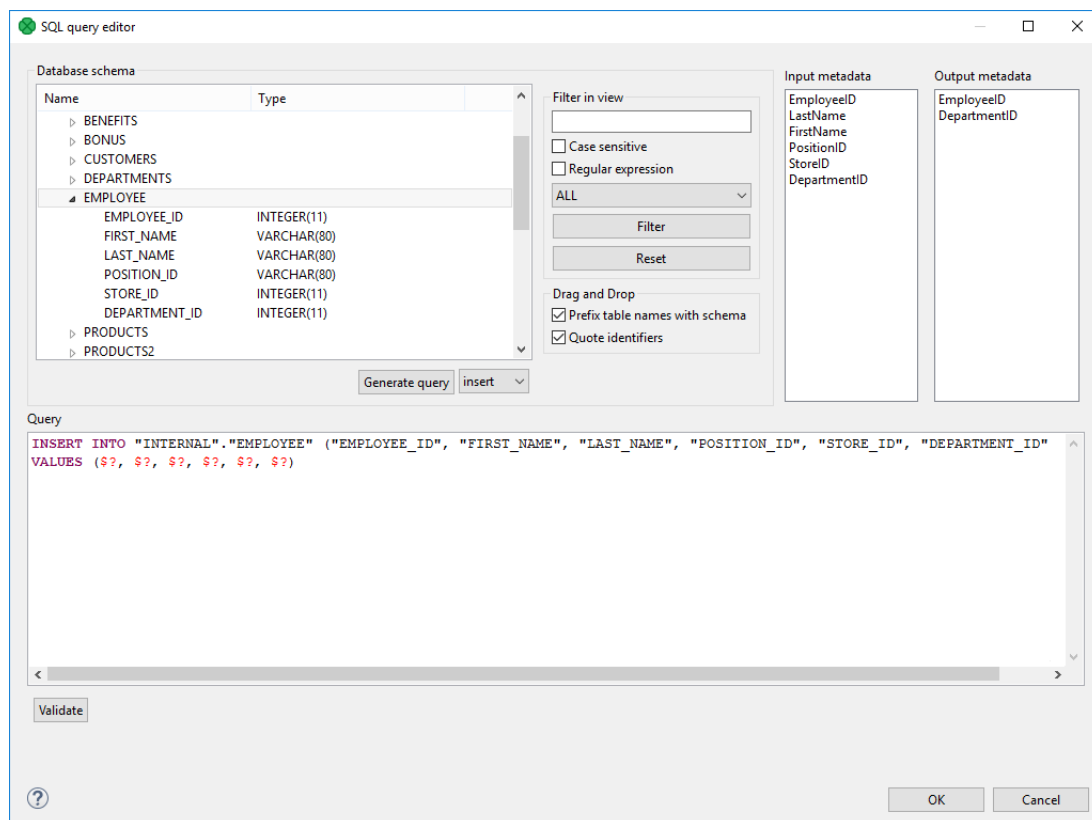 SQL query editor
Database schema
Name Type
BENEFITS
BONUS
CUSTOMERS
DEPARTMENTS
EMPLOYEE
EMPLOYEE_ID INTEGER(11)
FIRST_NAME VARCHAR(80)
LAST_NAME VARCHAR(80)
POSITION_ID VARCHAR(80)
STORE_ID INTEGER(11)
DEPARTMENT_ID INTEGER(11)
PRODUCTS
PRODUCTS2
Generate query insert
Filter in view
Case sensitive
Regular expression
ALL
Filter
Reset
Drag and Drop
Prefix table names with schema
Quote identifiers
Input metadata
EmployeeID
LastName
FirstName
PositionID
StoreID
DepartmentID
Output metadata
EmployeeID
DepartmentID
Query
INSERT INTO "INTERNAL"."EMPLOYEE" ("EMPLOYEE_ID", "FIRST_NAME", "LAST_NAME", "POSITION_ID", "STORE_ID", "DEPARTMENT_ID"
VALUES ($?, $?, $?, $?, $?, $?)
Validate
?
OK Cancel